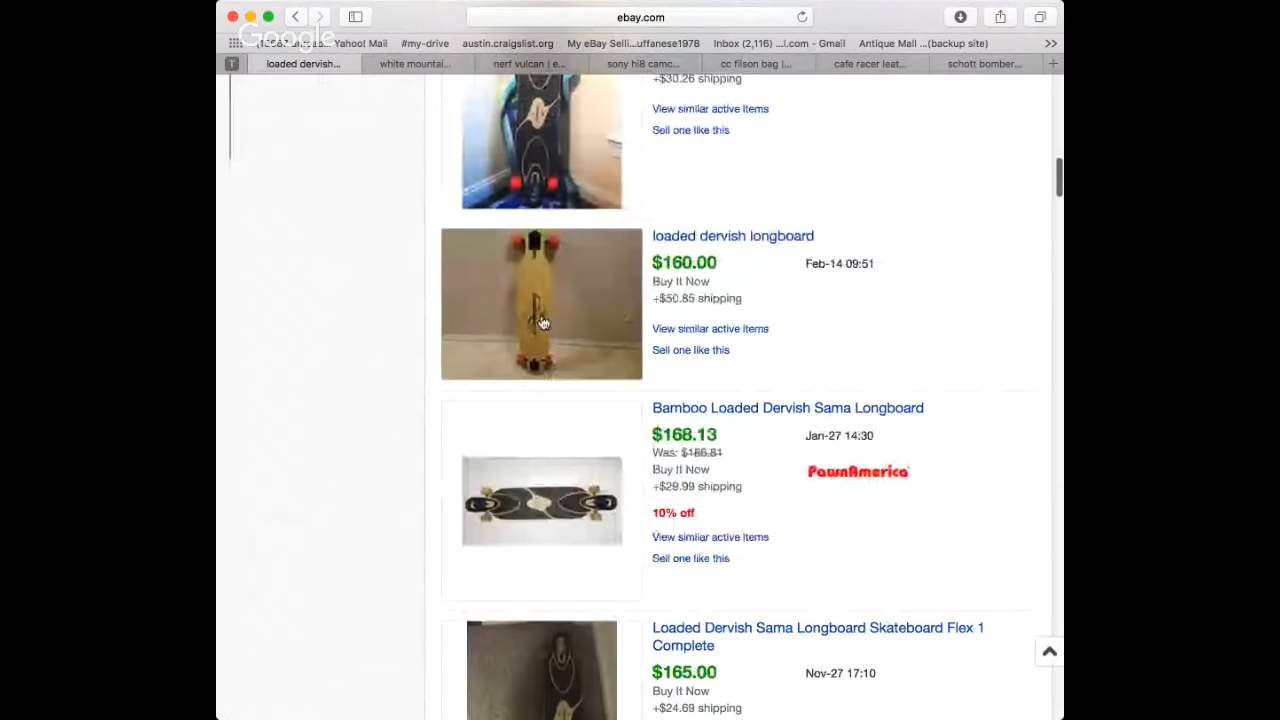 ebay.com
Google
Yahoo! Mail
#my-drive
austin.craigslist.org
My eBay Selli...uffanese1978
Inbox (2,116) ...l.com - Gmail
Antique Mall ...(backup site)
T
loaded dervish...
white mountai...
nerf vulcan | e...
sony hi8 camc...
cc filson bag |...
cafe racer leat...
schott bomber...
+$30.26 shipping
View similar active items
Sell one like this
loaded dervish longboard
$160.00
Feb-14 09:51
Buy It Now
+$50.85 shipping
View similar active items
Sell one like this
Bamboo Loaded Dervish Sama Longboard
$168.13
Jan-27 14:30
Was: $186.81
Buy It Now
PawnAmerica
+$29.99 shipping
10% off
View similar active items
Sell one like this
Loaded Dervish Sama Longboard Skateboard Flex 1
Complete
$165.00
Nov-27 17:10
Buy It Now
+$24.69 shipping